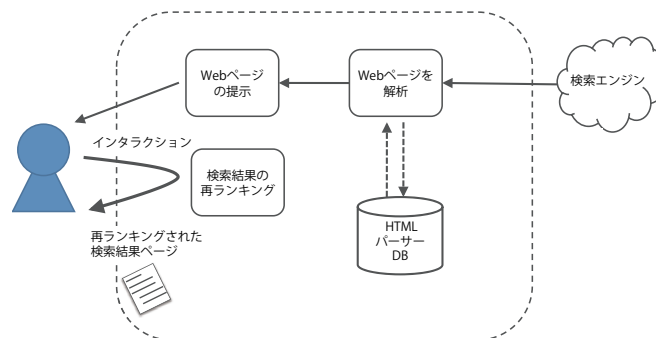 Webページ
の提示
Webページを
解析
検索エンジン
インタラクション
検索結果の
再ランキング
再ランキングされた
検索結果ページ
HTML
パーサー
DB